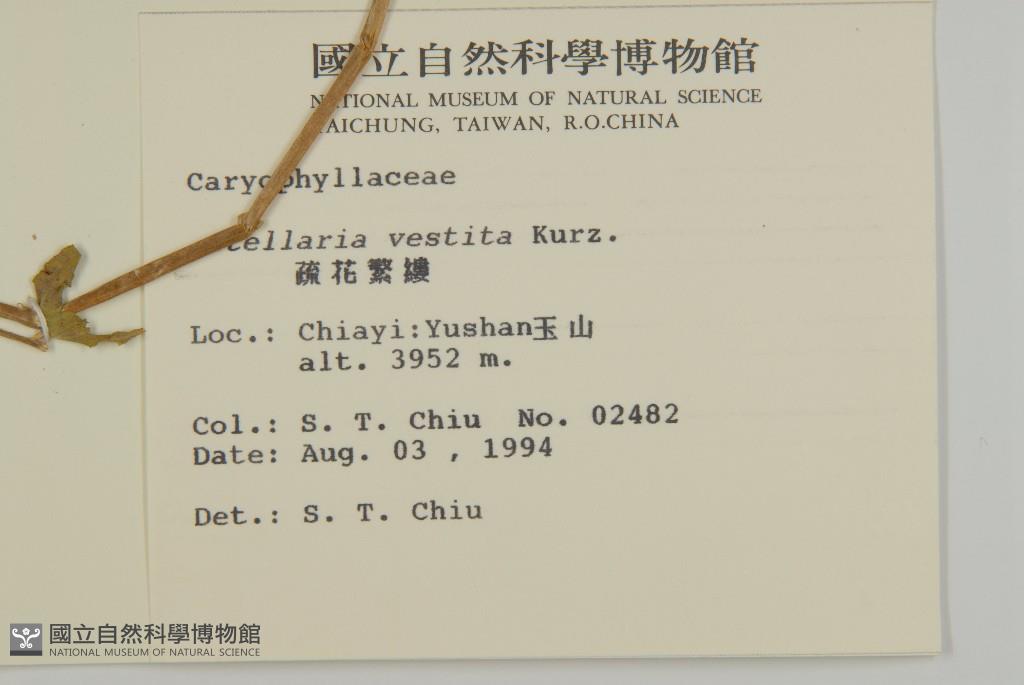 國立自然科學博物館
NATIONAL MUSEUM OF NATURAL SCIENCE
TAICHUNG, TAIWAN, R.O.CHINA
Caryophyllaceae
Stellaria vestita Kurz.
疏花繁縷
Loc.: Chiayi:Yushan玉山
alt. 3952 m.
Col.: S. T. Chiu No. 02482
Date: Aug. 03 , 1994
Det.: S. T. Chiu
國立自然科學博物館
NATIONAL MUSEUM OF NATURAL SCIENCE